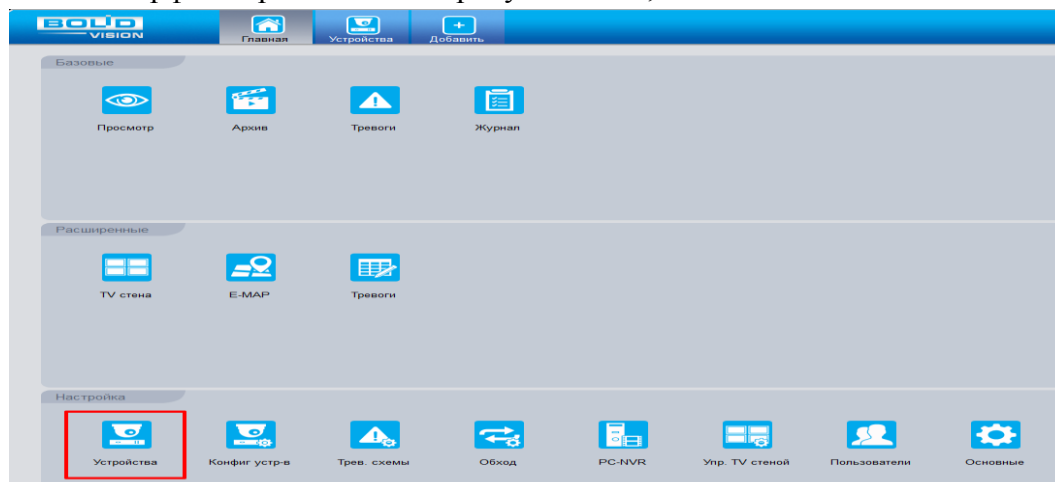 BOLID
VISION
Главная
Устройства
Добавить
Базовые
Просмотр
Архив
Тревоги
Журнал
Расширенные
TV стена
E-MAP
Тревоги
Настройка
Устройства
Конфиг устр-в
Трев. схемы
Обход
PC-NVR
Упр. TV стеной
Пользователи
Основные